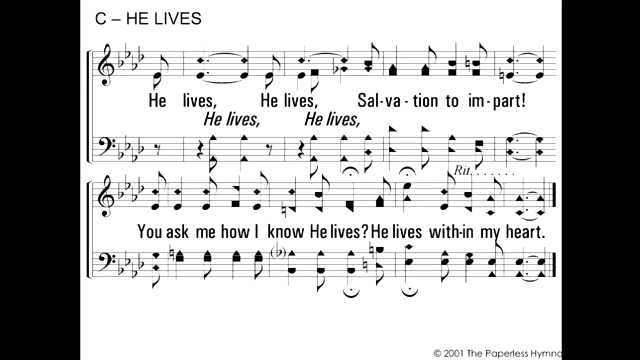 C – HE LIVES
He lives, He lives, Sal-va-tion to im-part!
He lives, He lives,
Rit. . . . . . .
You ask me how I know He lives? He lives with-in my heart.
(?)
© 2001 The Paperless Hymna